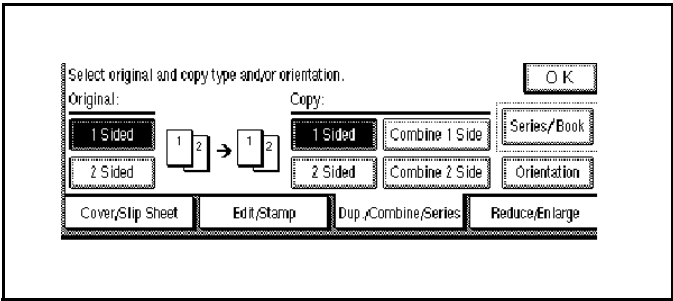 Select original and copy type and/or orientation.
OK
Original:
Copy:
1 Sided
1 2 → 1 2
1 Sided
Combine 1 Side
Series/Book
2 Sided
2 Sided
Combine 2 Side
Orientation
Cover/Slip Sheet
Edit/Stamp
Dup./Combine/Series
Reduce/Enlarge